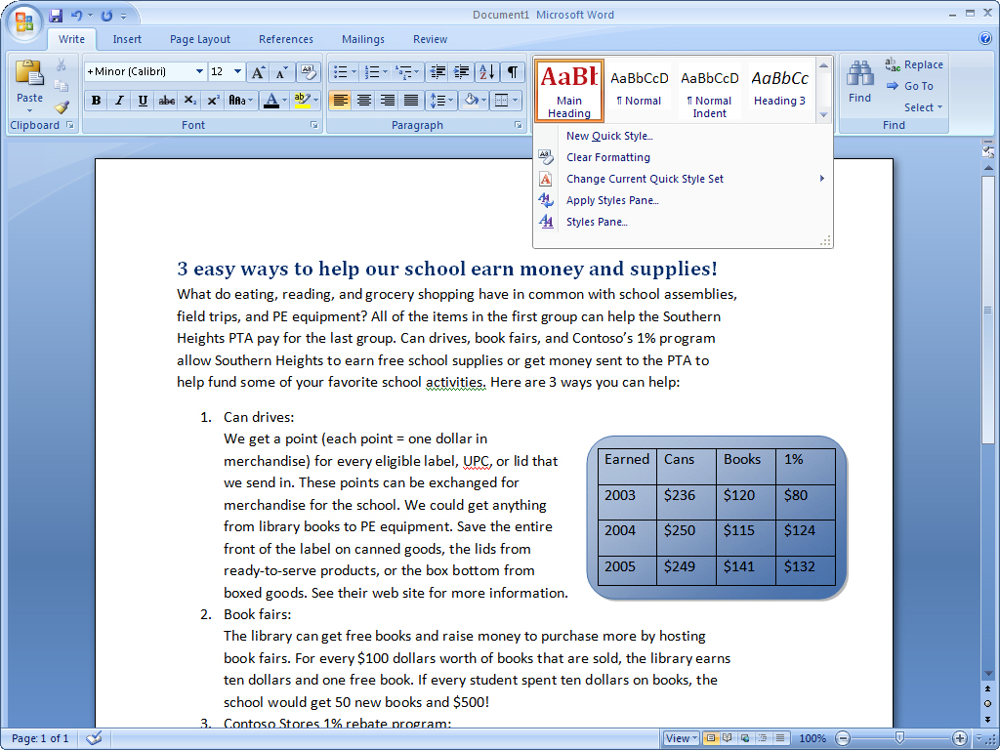 Document1 Microsoft Word
Write Insert Page Layout References Mailings Review
Paste
Clipboard
+Minor (Calibri) 12
B I U abc X₂ X² ABa A ab
Font
Paragraph
AaBb AaBbCcD AaBbCcD AaBbCc
Main Heading ¶ Normal ¶ Normal Indent Heading 3
New Quick Style...
Clear Formatting
Change Current Quick Style Set
Apply Styles Pane...
Styles Pane...
Find
Replace
Go To
Select
Find
3 easy ways to help our school earn money and supplies!
What do eating, reading, and grocery shopping have in common with school assemblies,
field trips, and PE equipment? All of the items in the first group can help the Southern
Heights PTA pay for the last group. Can drives, book fairs, and Contoso’s 1% program
allow Southern Heights to earn free school supplies or get money sent to the PTA to
help fund some of your favorite school activities. Here are 3 ways you can help:
1. Can drives:
We get a point (each point = one dollar in
merchandise) for every eligible label, UPC, or lid that
we send in. These points can be exchanged for
merchandise for the school. We could get anything
from library books to PE equipment. Save the entire
front of the label on canned goods, the lids from
ready-to-serve products, or the box bottom from
boxed goods. See their web site for more information.
Earned Cans Books 1%
2003 $236 $120 $80
2004 $250 $115 $124
2005 $249 $141 $132
2. Book fairs:
The library can get free books and raise money to purchase more by hosting
book fairs. For every $100 dollars worth of books that are sold, the library earns
ten dollars and one free book. If every student spent ten dollars on books, the
school would get 50 new books and $500!
3. Contoso Stores 1% rebate program:
Page: 1 of 1
View
100%